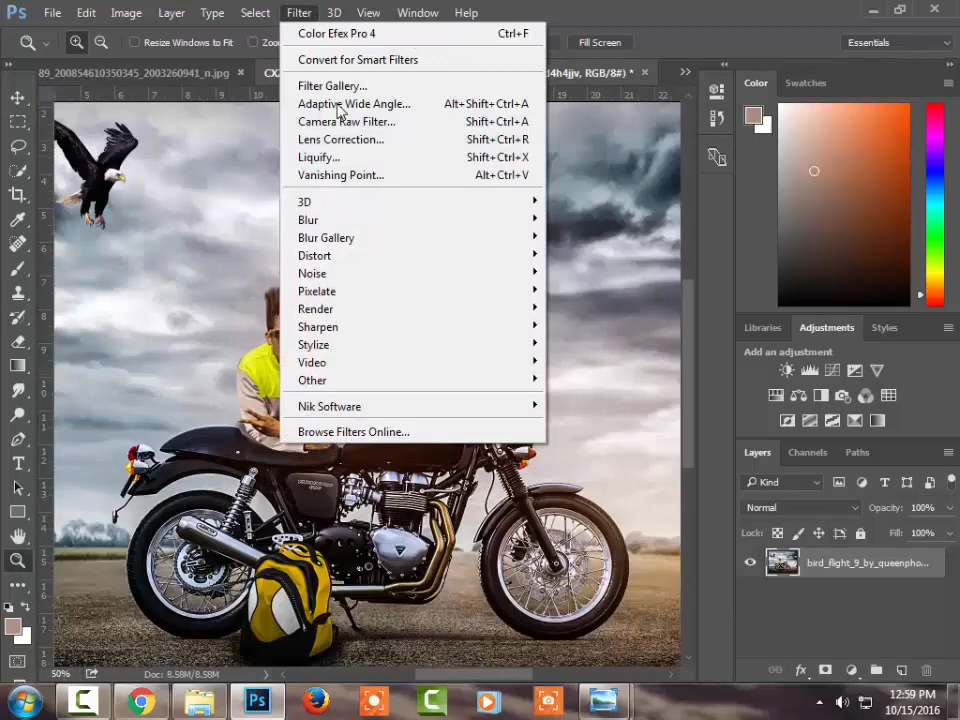 Ps File Edit Image Layer Type Select Filter 3D View Window Help
Resize Windows to Fit Fill Screen Essentials
89_200854610350345_2003260941_n.jpg × d4h4jjv, RGB/8#) * ×
Color Efex Pro 4 Ctrl+F
Convert for Smart Filters
Filter Gallery...
Adaptive Wide Angle... Alt+Shift+Ctrl+A
Camera Raw Filter... Shift+Ctrl+A
Lens Correction... Shift+Ctrl+R
Liquify... Shift+Ctrl+X
Vanishing Point... Alt+Ctrl+V
3D
Blur
Blur Gallery
Distort
Noise
Pixelate
Render
Sharpen
Stylize
Video
Other
Nik Software
Browse Filters Online...
Color Swatches
Libraries Adjustments Styles
Add an adjustment
Layers Channels Paths
Kind
Normal Opacity: 100%
Lock: Fill: 100%
bird_flight_9_by_queenpho...
50% Doc: 8.58M/8.58M
12:59 PM
10/15/2016